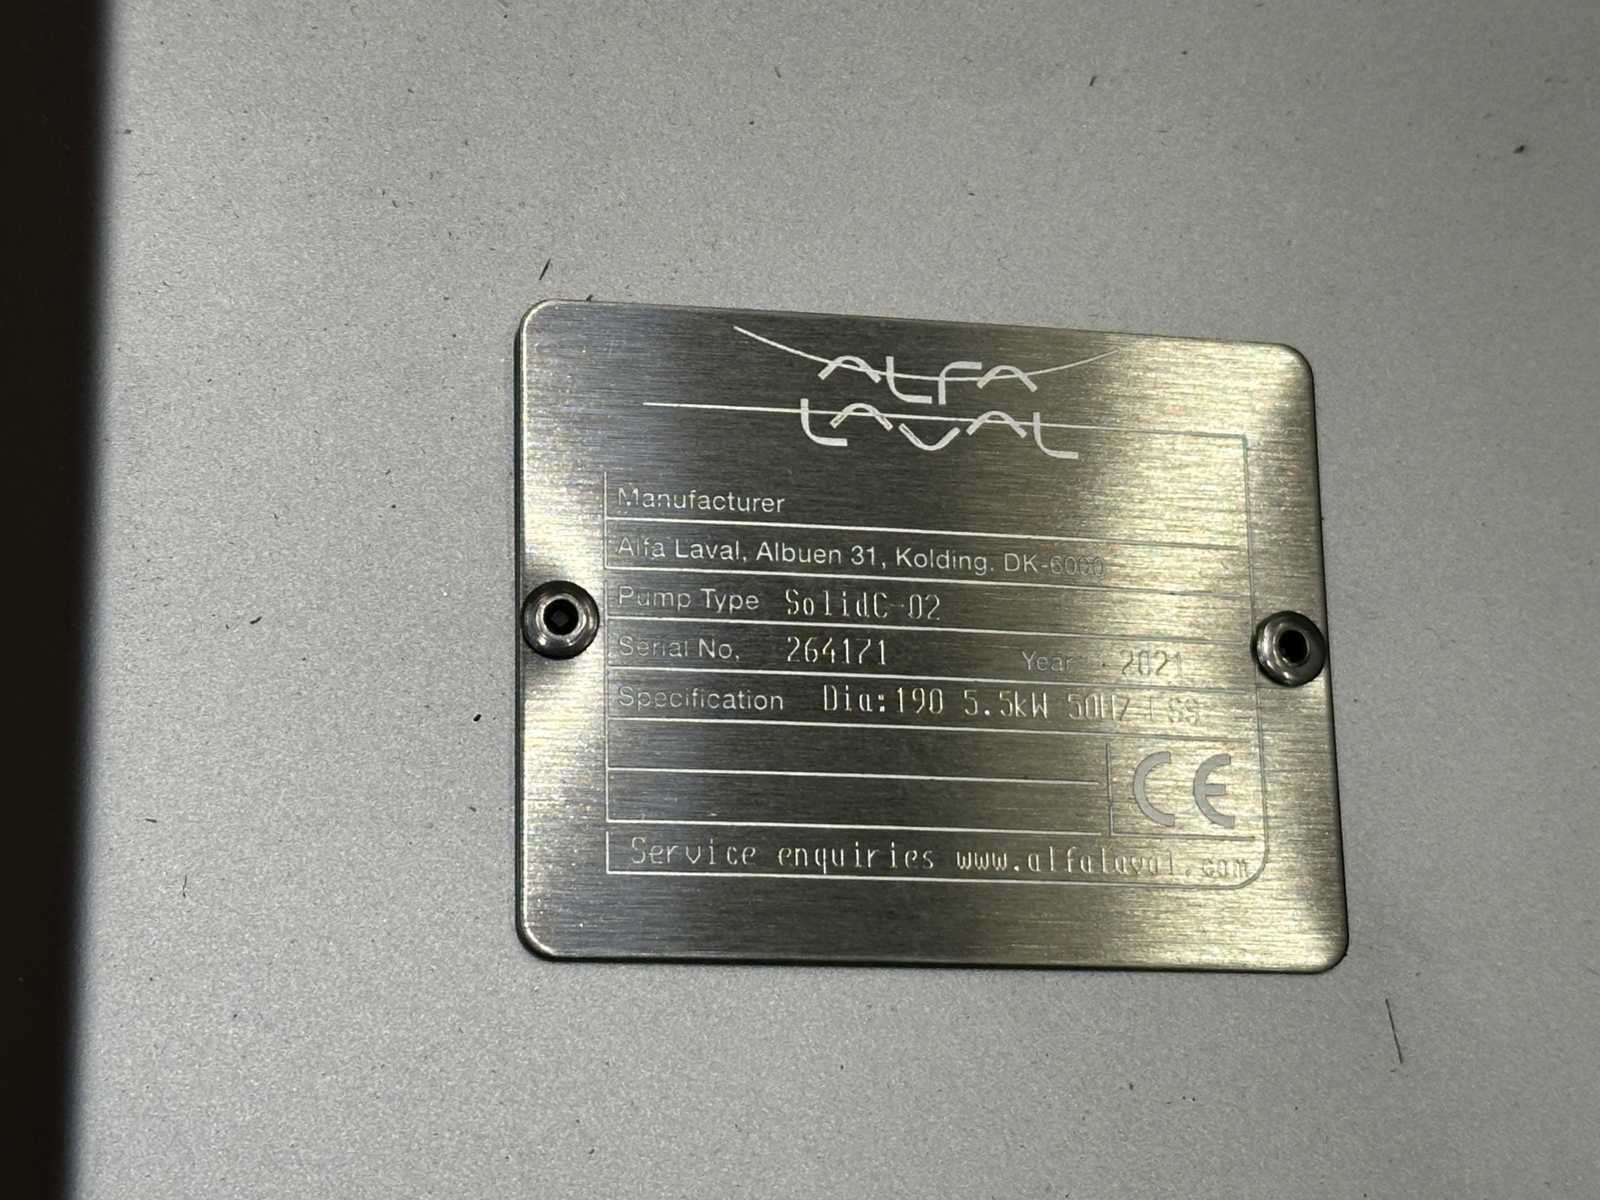 ALFA
LAVAL
Manufacturer
Alfa Laval, Albuen 31, Kolding. DK-6000
Pump Type SolidC-02
Serial No. Year 2021
Specification Dia:190 5.5kW 50HZ SS
CE
Service enquiries www.alfalaval.com